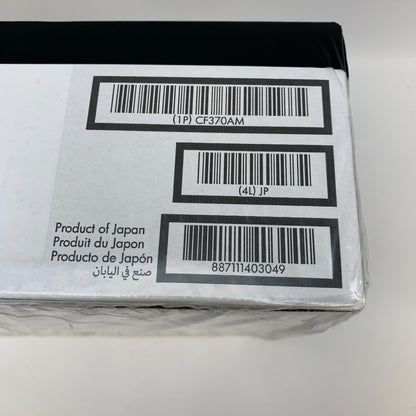 (1P) CF370AM
(4L) JP
Product of Japan
Produit du Japon
Producto de Japón
صنع في اليابان
887111403049